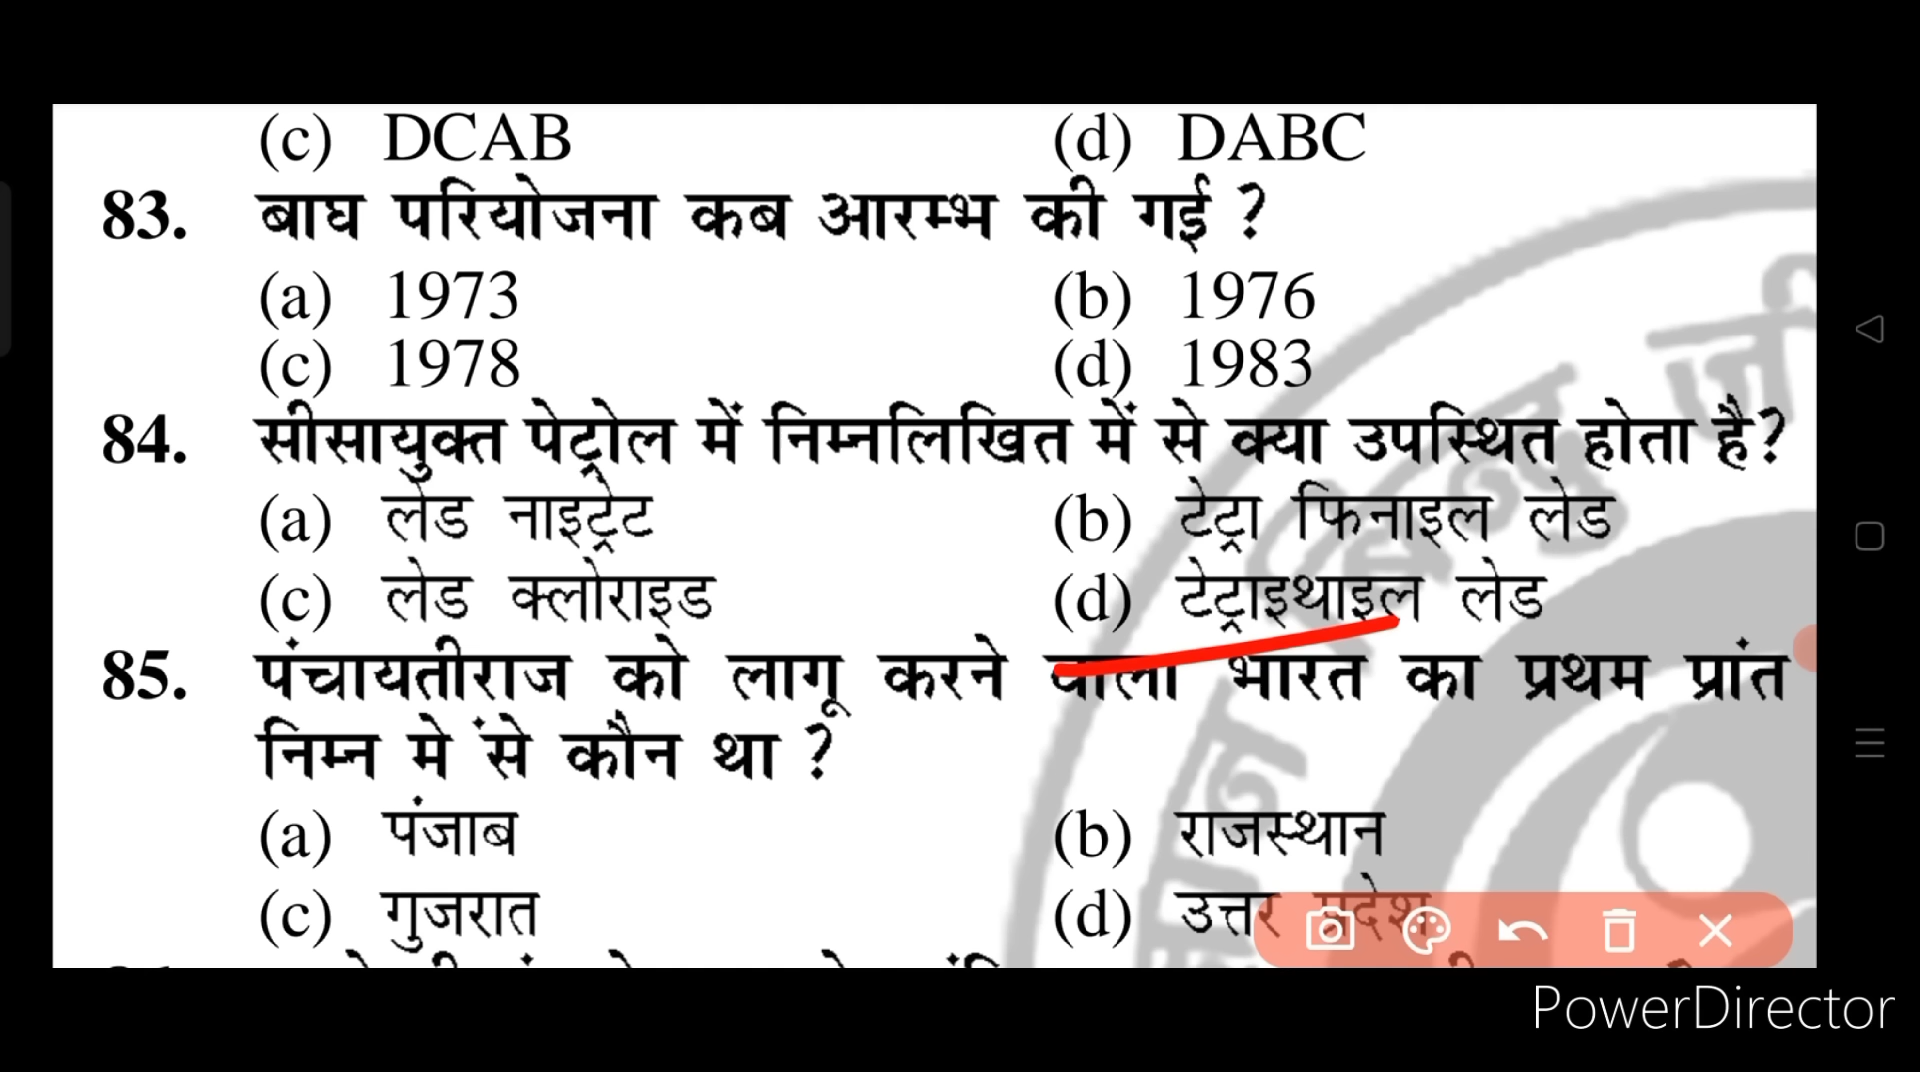 (c) DCAB (d) DABC
83. बाघ परियोजना कब आरम्भ की गई ?
(a) 1973 (b) 1976
(c) 1978 (d) 1983
84. सीसायुक्त पेट्रोल में निम्नलिखित में से क्या उपस्थित होता है?
(a) लेड नाइट्रेट (b) टेट्रा फिनाइल लेड
(c) लेड क्लोराइड (d) टेट्राइथाइल लेड
85. पंचायतीराज को लागू करने वाला भारत का प्रथम प्रांत
निम्न मे ंसे कौन था ?
(a) पंजाब (b) राजस्थान
(c) गुजरात (d) उत्तर प्रदेश
PowerDirector